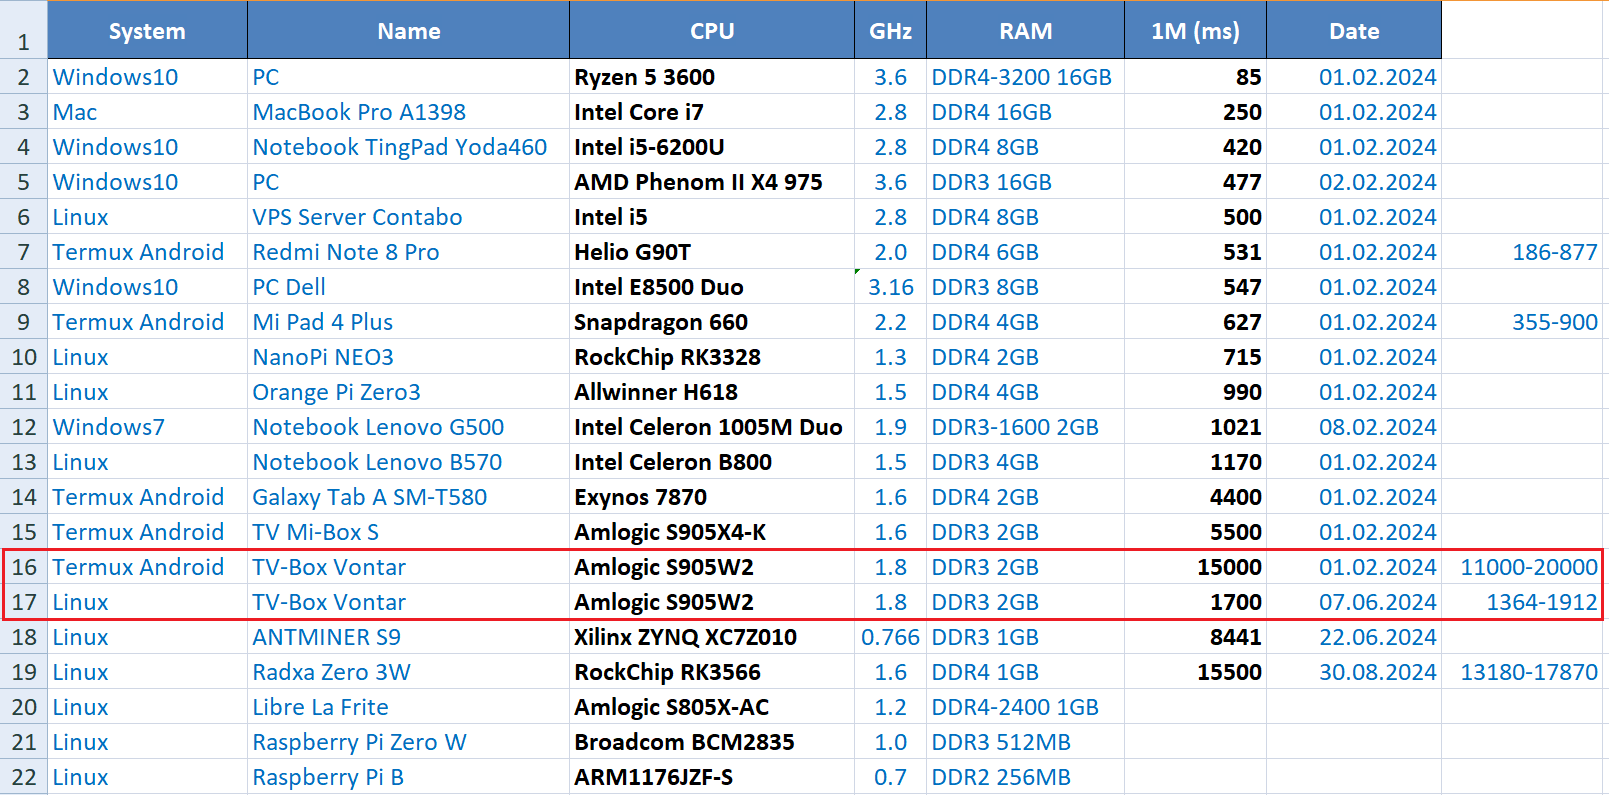 1 System Name CPU GHz RAM 1M (ms) Date
2 Windows10 PC Ryzen 5 3600 3.6 DDR4-3200 16GB 85 01.02.2024
3 Mac MacBook Pro A1398 Intel Core i7 2.8 DDR4 16GB 250 01.02.2024
4 Windows10 Notebook TingPad Yoda460 Intel i5-6200U 2.8 DDR4 8GB 420 01.02.2024
5 Windows10 PC AMD Phenom II X4 975 3.6 DDR3 16GB 477 02.02.2024
6 Linux VPS Server Contabo Intel i5 2.8 DDR4 8GB 500 01.02.2024
7 Termux Android Redmi Note 8 Pro Helio G90T 2.0 DDR4 6GB 531 01.02.2024 186-877
8 Windows10 PC Dell Intel E8500 Duo 3.16 DDR3 8GB 547 01.02.2024
9 Termux Android Mi Pad 4 Plus Snapdragon 660 2.2 DDR4 4GB 627 01.02.2024 355-900
10 Linux NanoPi NEO3 RockChip RK3328 1.3 DDR4 2GB 715 01.02.2024
11 Linux Orange Pi Zero3 Allwinner H618 1.5 DDR4 4GB 990 01.02.2024
12 Windows7 Notebook Lenovo G500 Intel Celeron 1005M Duo 1.9 DDR3-1600 2GB 1021 08.02.2024
13 Linux Notebook Lenovo B570 Intel Celeron B800 1.5 DDR3 4GB 1170 01.02.2024
14 Termux Android Galaxy Tab A SM-T580 Exynos 7870 1.6 DDR4 2GB 4400 01.02.2024
15 Termux Android TV Mi-Box S Amlogic S905X4-K 1.6 DDR3 2GB 5500 01.02.2024
16 Termux Android TV-Box Vontar Amlogic S905W2 1.8 DDR3 2GB 15000 01.02.2024 11000-20000
17 Linux TV-Box Vontar Amlogic S905W2 1.8 DDR3 2GB 1700 07.06.2024 1364-1912
18 Linux ANTMINER S9 Xilinx ZYNQ XC7Z010 0.766 DDR3 1GB 8441 22.06.2024
19 Linux Radxa Zero 3W RockChip RK3566 1.6 DDR4 1GB 15500 30.08.2024 13180-17870
20 Linux Libre La Frite Amlogic S805X-AC 1.2 DDR4-2400 1GB
21 Linux Raspberry Pi Zero W Broadcom BCM2835 1.0 DDR3 512MB
22 Linux Raspberry Pi B ARM1176JZF-S 0.7 DDR2 256MB